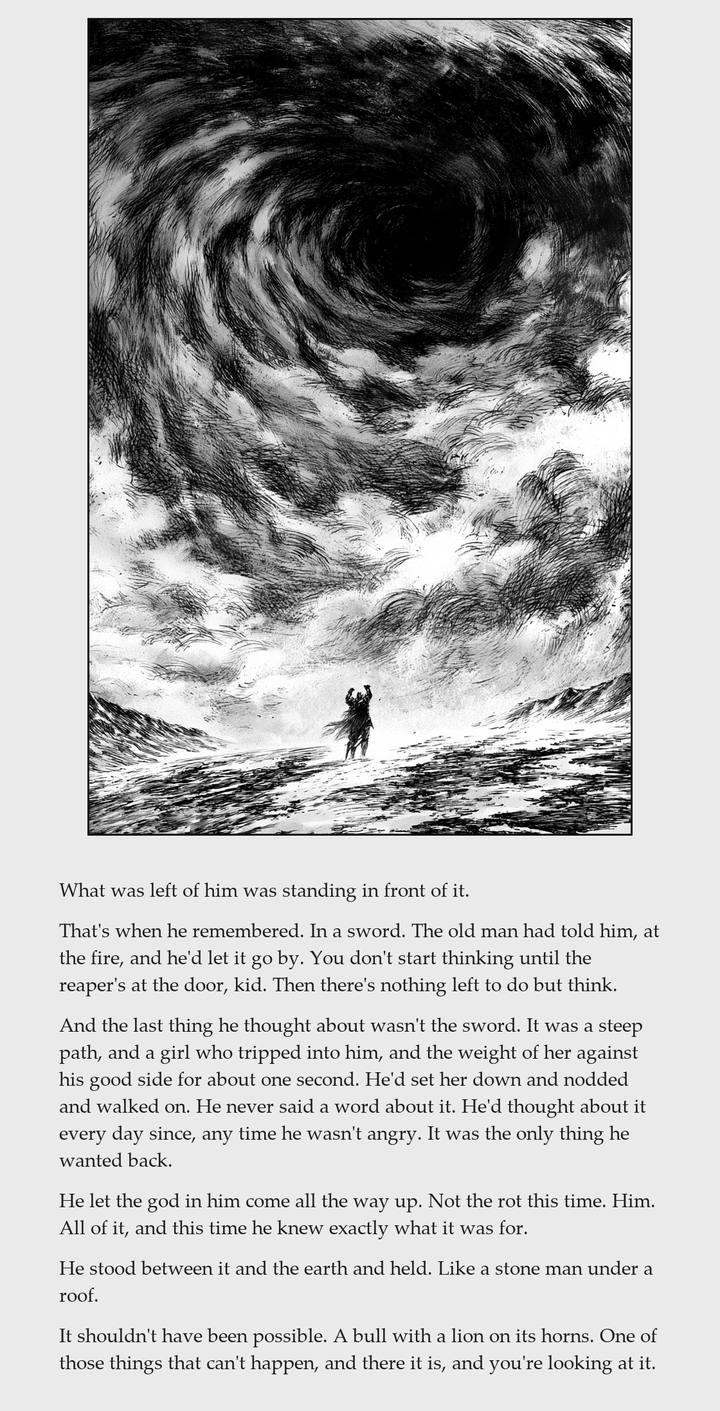 What was left of him was standing in front of it.
That's when he remembered. In a sword. The old man had told him, at
the fire, and he'd let it go by. You don't start thinking until the
reaper's at the door, kid. Then there's nothing left to do but think.
And the last thing he thought about wasn't the sword. It was a steep
path, and a girl who tripped into him, and the weight of her against
his good side for about one second. He'd set her down and nodded
and walked on. He never said a word about it. He'd thought about it
every day since, any time he wasn't angry. It was the only thing he
wanted back.
He let the god in him come all the way up. Not the rot this time. Him.
All of it, and this time he knew exactly what it was for.
He stood between it and the earth and held. Like a stone man under a
roof.
It shouldn't have been possible. A bull with a lion on its horns. One of
those things that can't happen, and there it is, and you're looking at it.